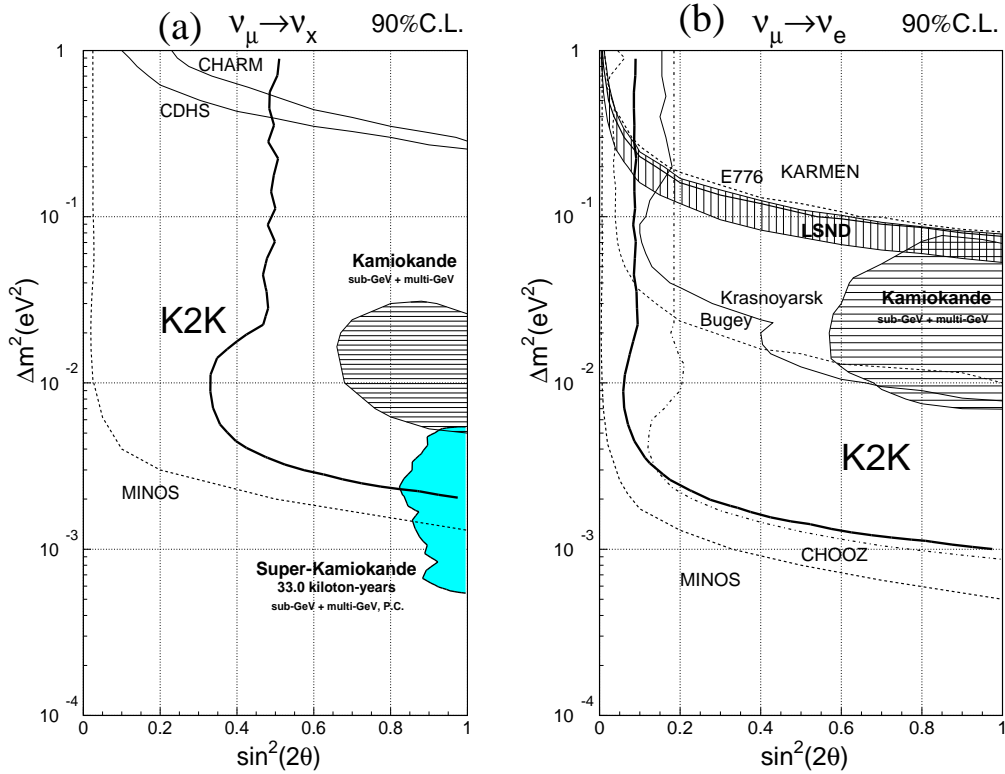 (a) νμ→νx 90%C.L.
1
CHARM
CDHS
10^-1
Kamiokande
sub-GeV + multi-GeV
K2K
Δm²(eV²)
10^-2
MINOS
10^-3
Super-Kamiokande
33.0 kiloton-years
sub-GeV + multi-GeV, P.C.
10^-4
0 0.2 0.4 0.6 0.8 1
sin²(2θ)
(b) νμ→νe 90%C.L.
1
E776 KARMEN
10^-1
LSND
Krasnoyarsk
Bugey
Kamiokande
sub-GeV + multi-GeV
Δm²(eV²)
10^-2
K2K
10^-3
CHOOZ
MINOS
10^-4
0 0.2 0.4 0.6 0.8 1
sin²(2θ)